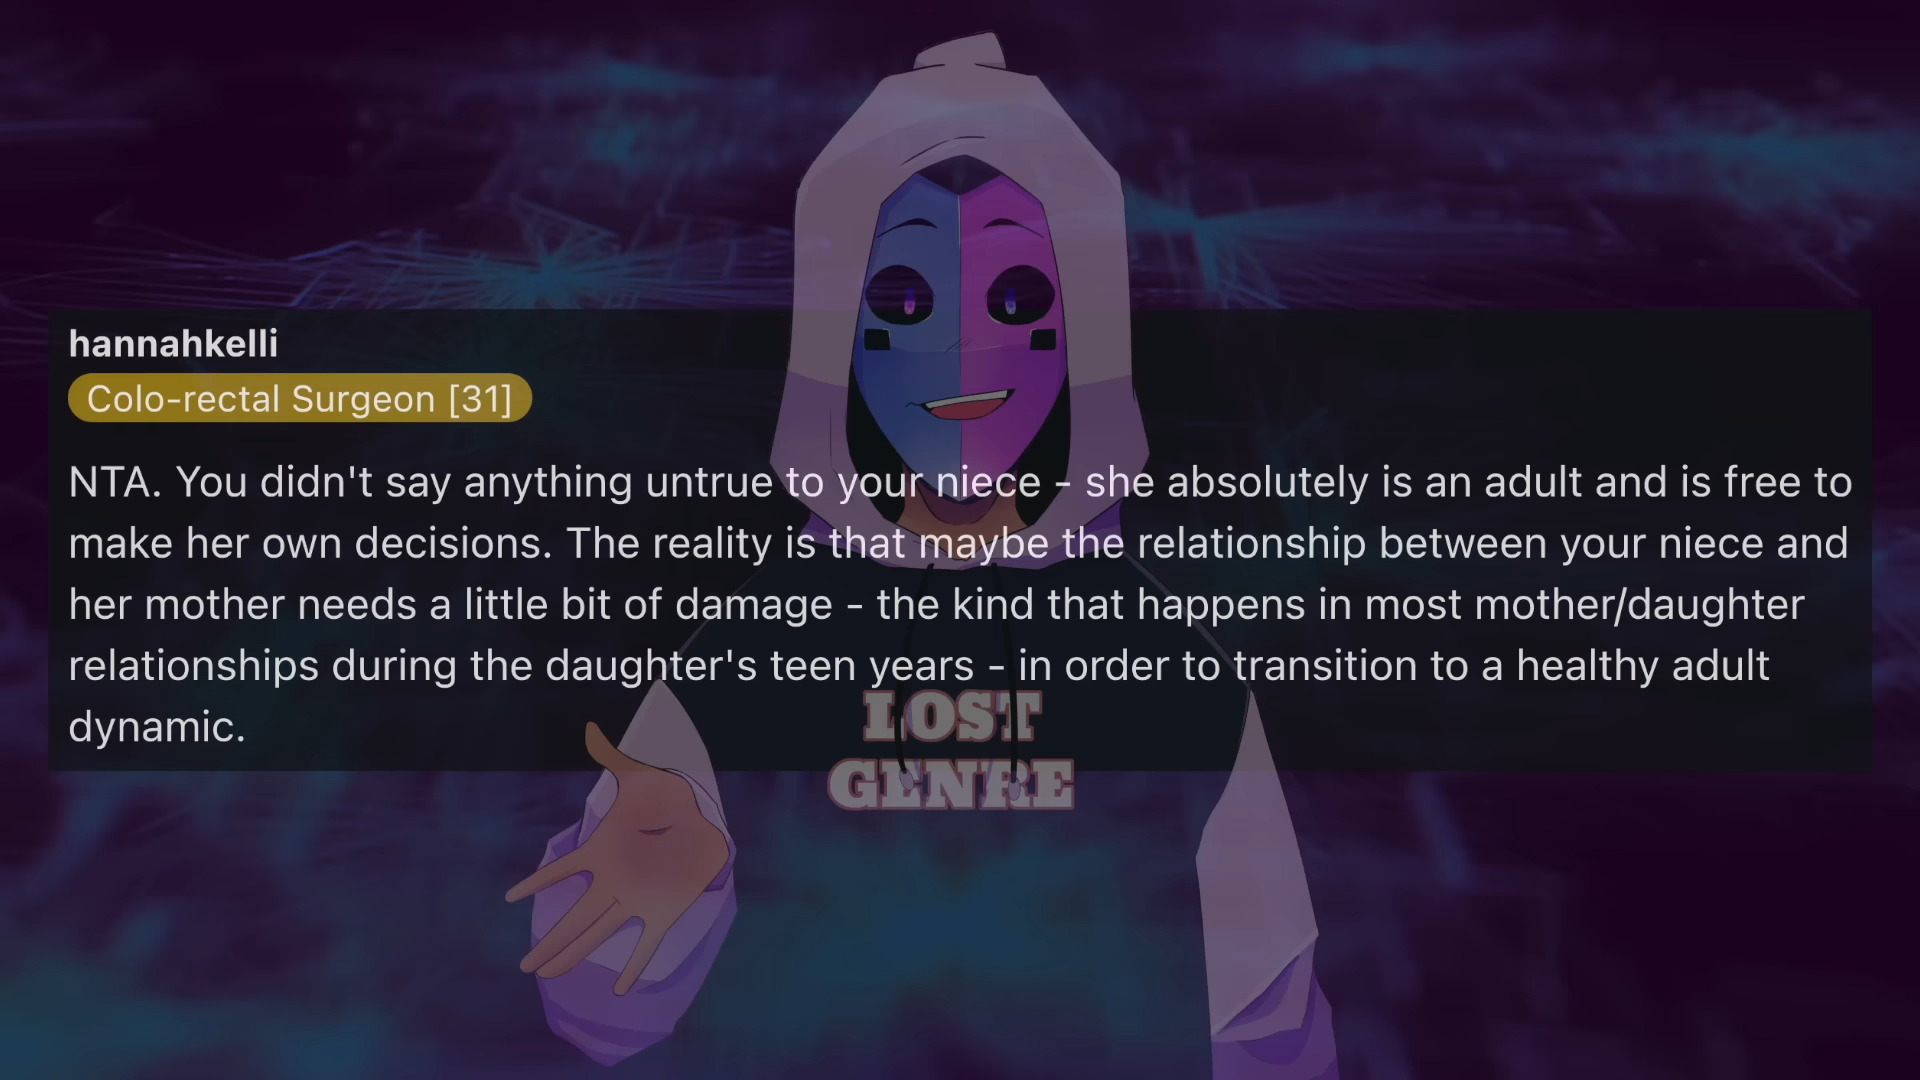 hannahkelli
Colo-rectal Surgeon [31]
NTA. You didn't say anything untrue to your niece - she absolutely is an adult and is free to
make her own decisions. The reality is that maybe the relationship between your niece and
her mother needs a little bit of damage - the kind that happens in most mother/daughter
relationships during the daughter's teen years - in order to transition to a healthy adult
dynamic.
LOST
GENRE